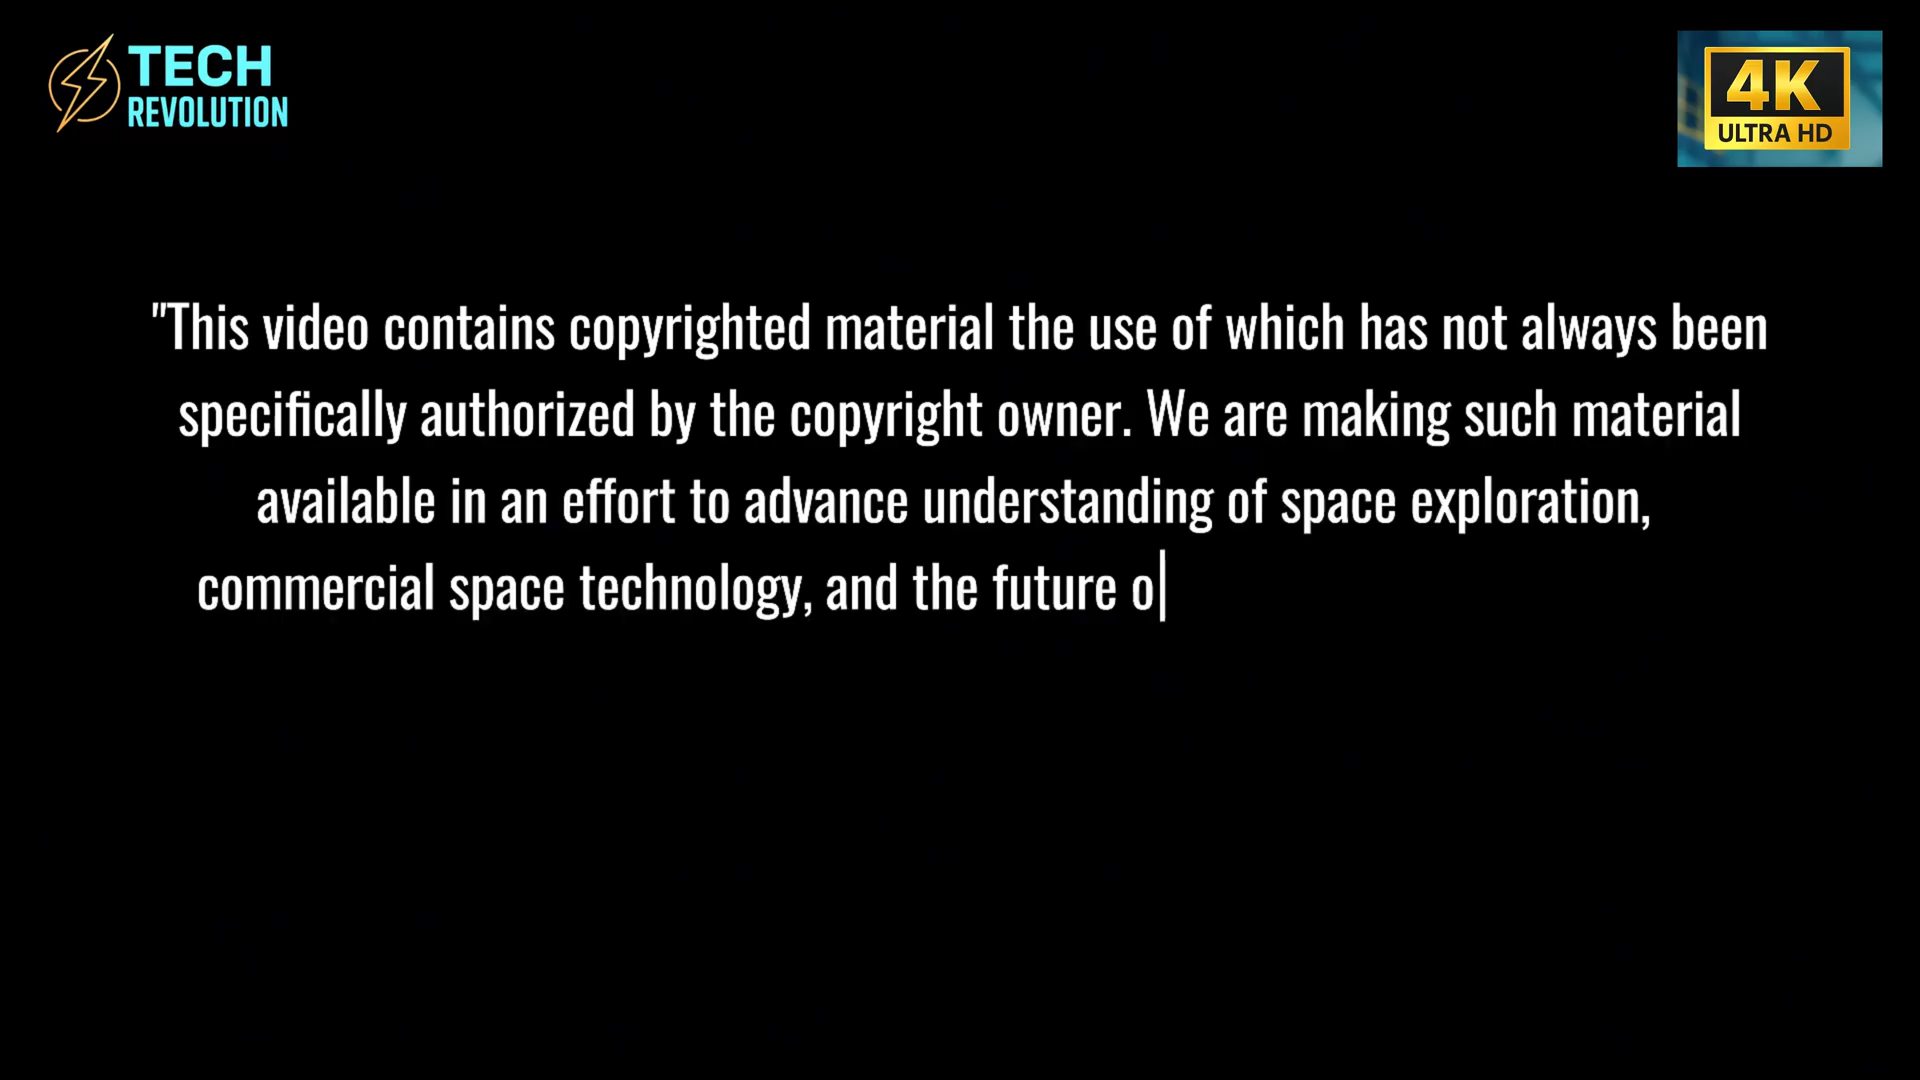 TECH
REVOLUTION
4K
ULTRA HD
"This video contains copyrighted material the use of which has not always been
specifically authorized by the copyright owner. We are making such material
available in an effort to advance understanding of space exploration,
commercial space technology, and the future o